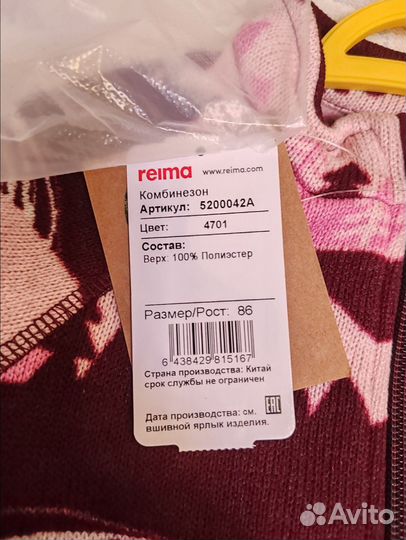 reima
www.reima.com
Комбинезон
Артикул: 5200042A
Цвет: 4701
Состав:
Верх: 100% Полиэстер
Размер/Рост: 86
6 438429 815167
Страна производства: Китай
срок службы не ограничен
Дата производства: см.
вшивной ярлык изделия.
EAC
Avito